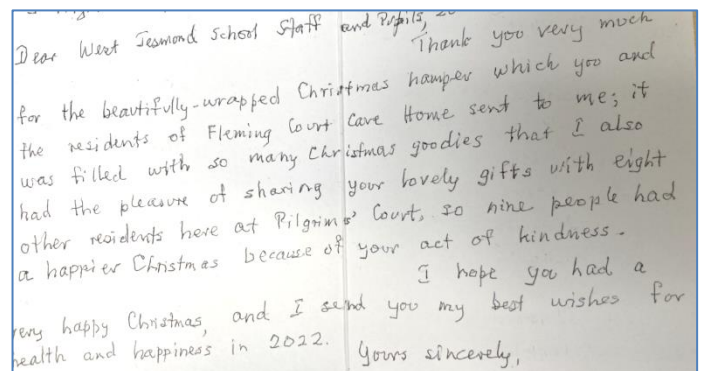 Dear West Jesmond School Staff and Pupils,
Thank you very much
for the beautifully-wrapped Christmas hamper which you and
the residents of Fleming Court Care Home sent to me; it
was filled with so many Christmas goodies that I also
had the pleasure of sharing your lovely gifts with eight
other residents here at Pilgrims' Court, so nine people had
a happier Christmas because of your act of kindness.
I hope you had a
very happy Christmas, and I send you my best wishes for
health and happiness in 2022.
Yours sincerely,